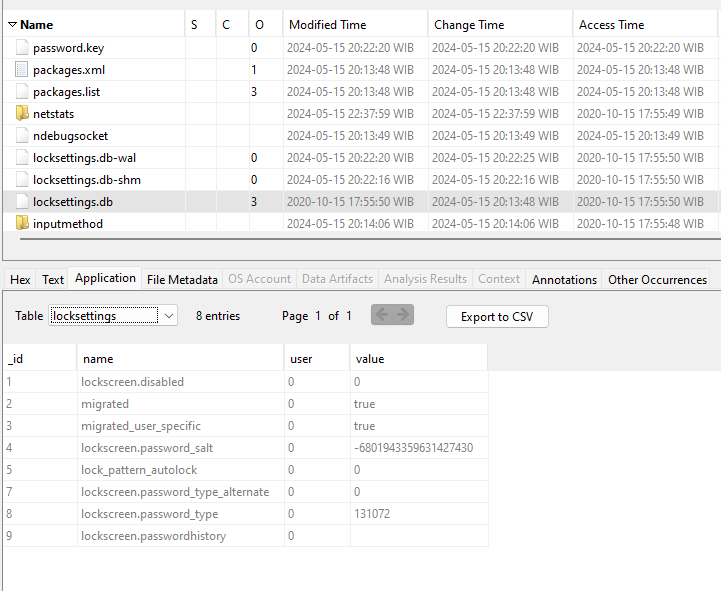 Name S C O Modified Time Change Time Access Time
password.key 0 2024-05-15 20:22:20 WIB 2024-05-15 20:22:20 WIB 2024-05-15 20:22:20 WIB
packages.xml 1 2024-05-15 20:13:48 WIB 2024-05-15 20:13:48 WIB 2024-05-15 20:13:48 WIB
packages.list 3 2024-05-15 20:13:48 WIB 2024-05-15 20:13:48 WIB 2024-05-15 20:13:48 WIB
netstats 2024-05-15 22:37:59 WIB 2024-05-15 22:37:59 WIB 2020-10-15 17:55:49 WIB
ndebugsocket 2024-05-15 20:13:49 WIB 2024-05-15 20:13:49 WIB 2024-05-15 20:13:49 WIB
locksettings.db-wal 0 2024-05-15 20:22:20 WIB 2024-05-15 20:22:25 WIB 2020-10-15 17:55:50 WIB
locksettings.db-shm 0 2024-05-15 20:22:16 WIB 2024-05-15 20:22:16 WIB 2020-10-15 17:55:50 WIB
locksettings.db 3 2020-10-15 17:55:50 WIB 2024-05-15 20:13:48 WIB 2020-10-15 17:55:50 WIB
inputmethod 2024-05-15 20:14:06 WIB 2024-05-15 20:14:06 WIB 2020-10-15 17:55:48 WIB
Hex Text Application File Metadata OS Account Data Artifacts Analysis Results Context Annotations Other Occurrences
Table locksettings 8 entries Page 1 of 1 Export to CSV
_id name user value
1 lockscreen.disabled 0 0
2 migrated 0 true
3 migrated_user_specific 0 true
4 lockscreen.password_salt 0 -6801943359631427430
5 lock_pattern_autolock 0 0
7 lockscreen.password_type_alternate 0 0
8 lockscreen.password_type 0 131072
9 lockscreen.passwordhistory 0